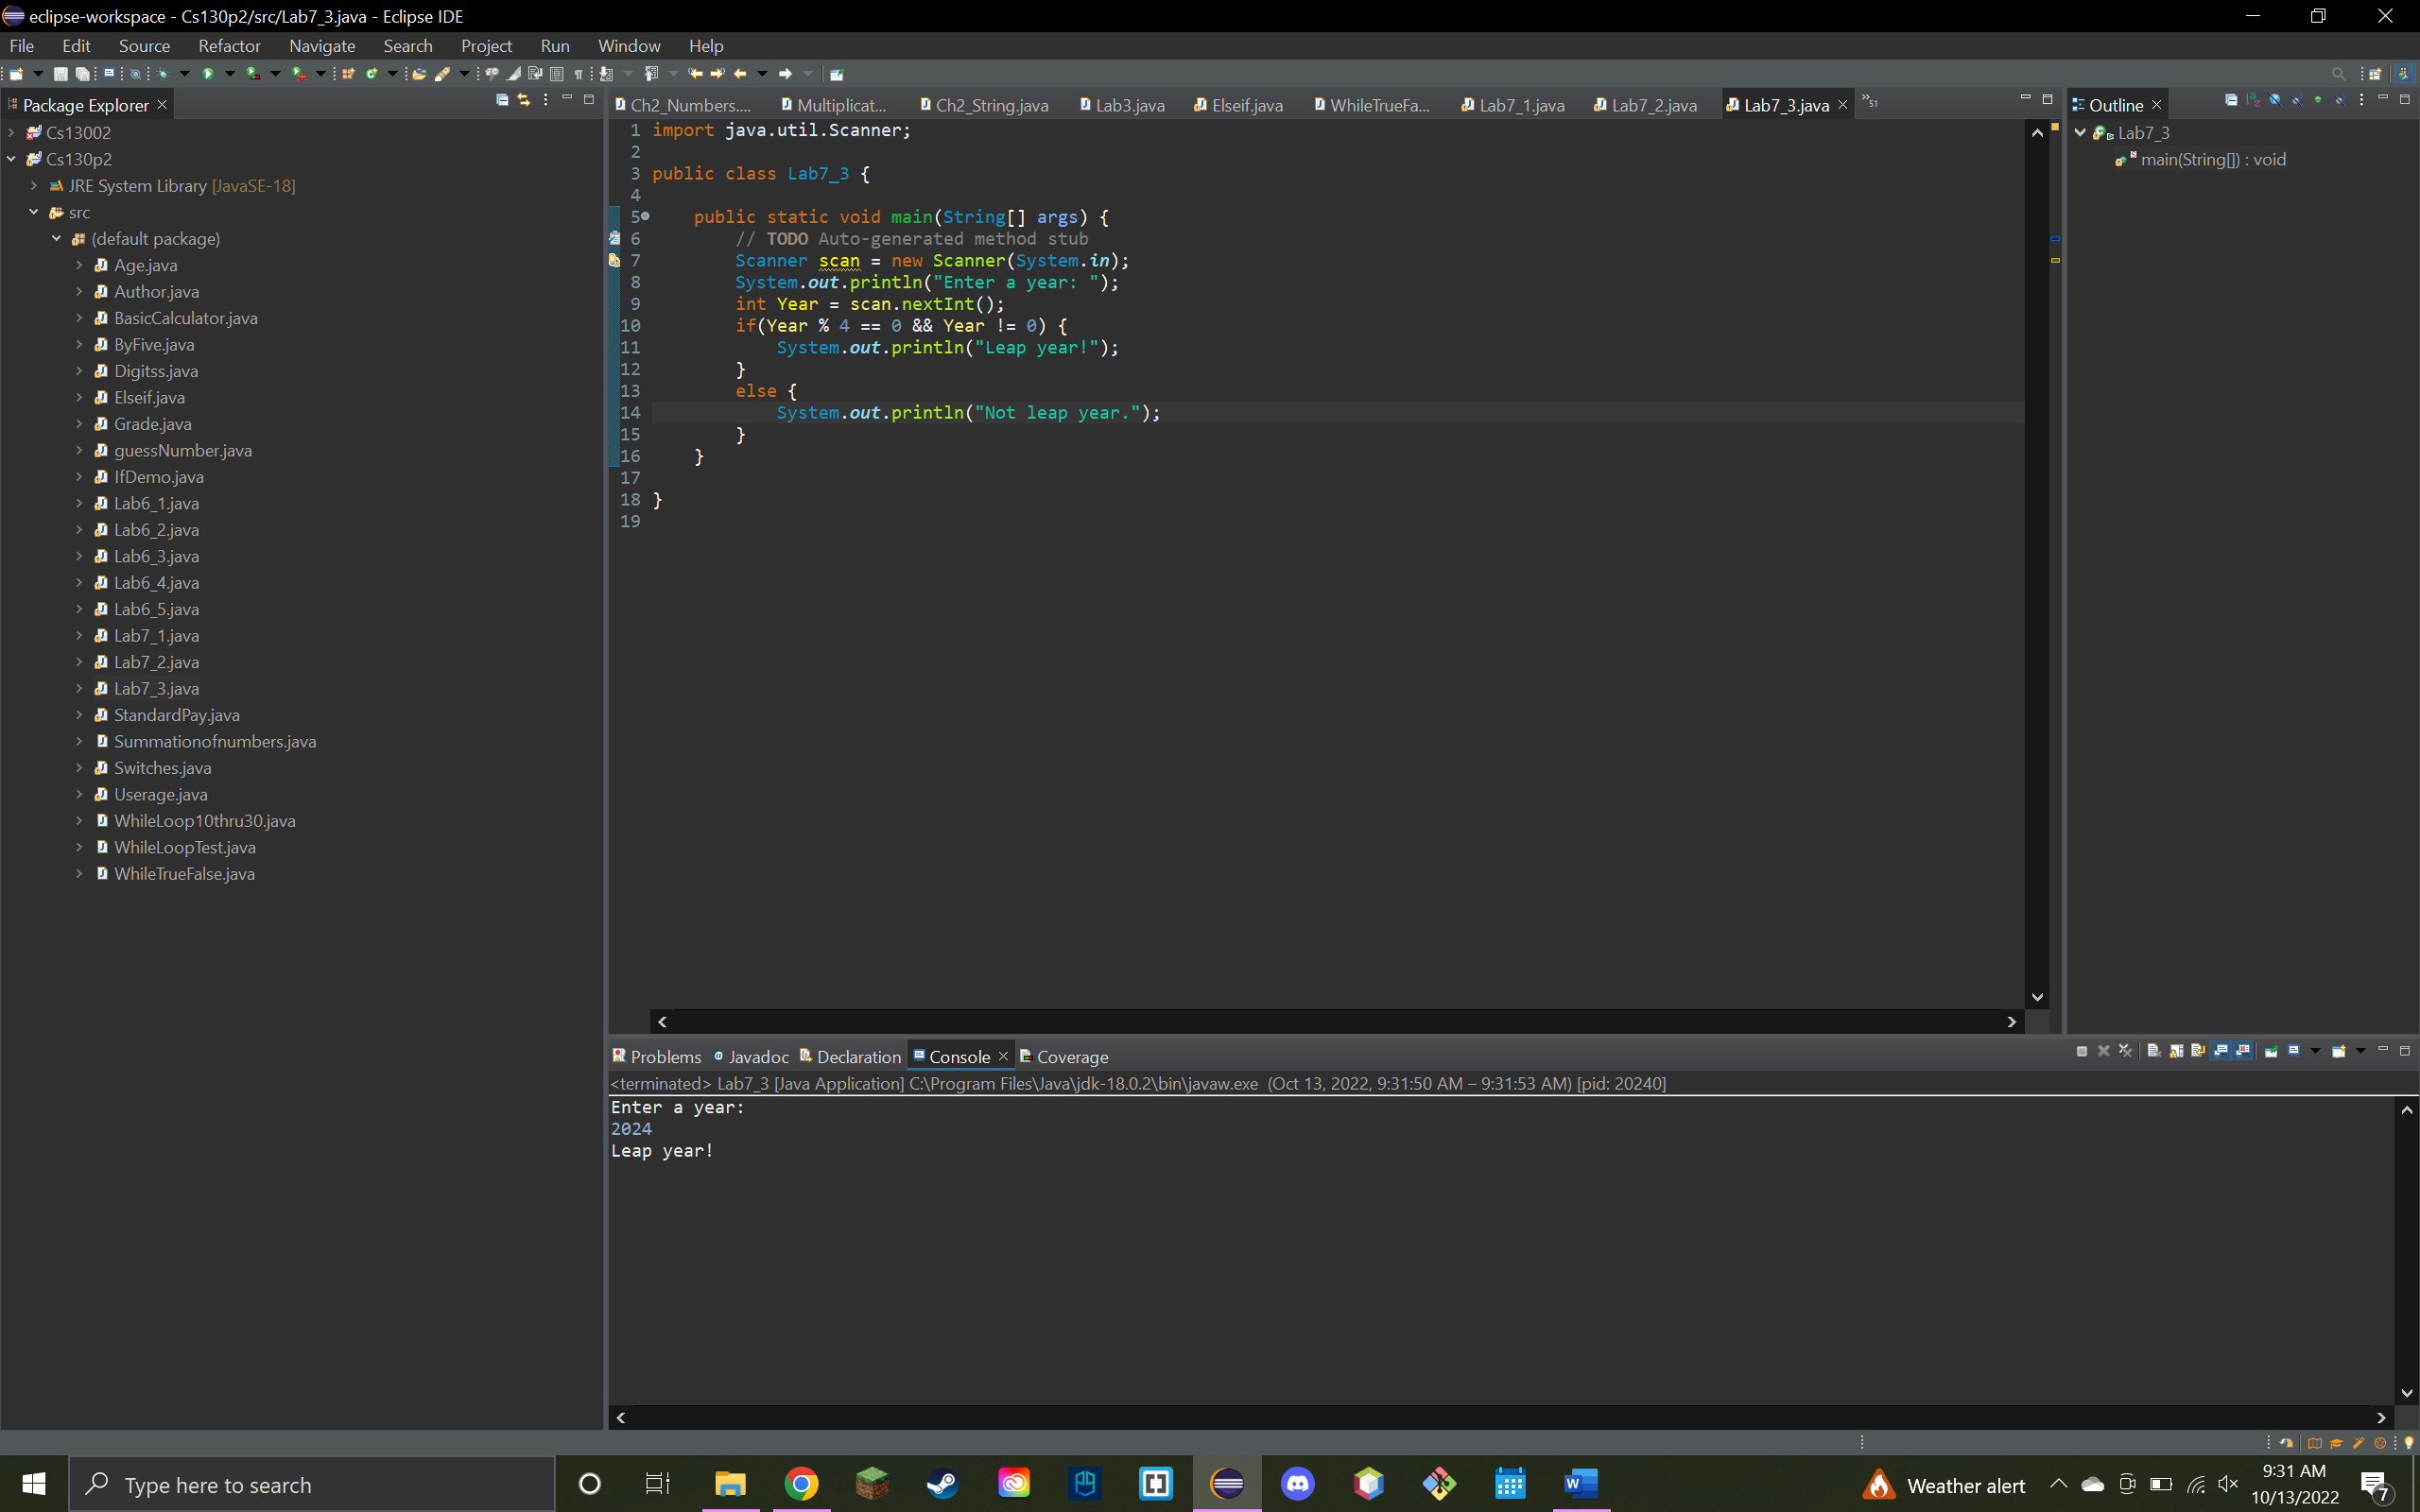 eclipse-workspace - Cs130p2/src/Lab7_3.java - Eclipse IDE
File Edit Source Refactor Navigate Search Project Run Window Help
Package Explorer
Cs13002
Cs130p2
JRE System Library [JavaSE-18]
src
(default package)
Age.java
Author.java
BasicCalculator.java
ByFive.java
Digitss.java
Elseif.java
Grade.java
guessNumber.java
IfDemo.java
Lab6_1.java
Lab6_2.java
Lab6_3.java
Lab6_4.java
Lab6_5.java
Lab7_1.java
Lab7_2.java
Lab7_3.java
StandardPay.java
Summationofnumbers.java
Switches.java
Userage.java
WhileLoop10thru30.java
WhileLoopTest.java
WhileTrueFalse.java
Ch2_Numbers.... Multiplicat... Ch2_String.java Lab3.java Elseif.java WhileTrueFa... Lab7_1.java Lab7_2.java Lab7_3.java »51
1 import java.util.Scanner;
2
3 public class Lab7_3 {
4
5 public static void main(String[] args) {
6 // TODO Auto-generated method stub
7 Scanner scan = new Scanner(System.in);
8 System.out.println("Enter a year: ");
9 int Year = scan.nextInt();
10 if(Year % 4 == 0 && Year != 0) {
11 System.out.println("Leap year!");
12 }
13 else {
14 System.out.println("Not leap year.");
15 }
16 }
17
18 }
19
Outline
Lab7_3
main(String[]) : void
Problems Javadoc Declaration Console Coverage
<terminated> Lab7_3 [Java Application] C:\Program Files\Java\jdk-18.0.2\bin\javaw.exe (Oct 13, 2022, 9:31:50 AM – 9:31:53 AM) [pid: 20240]
Enter a year:
2024
Leap year!
Type here to search
Weather alert
9:31 AM
10/13/2022
7